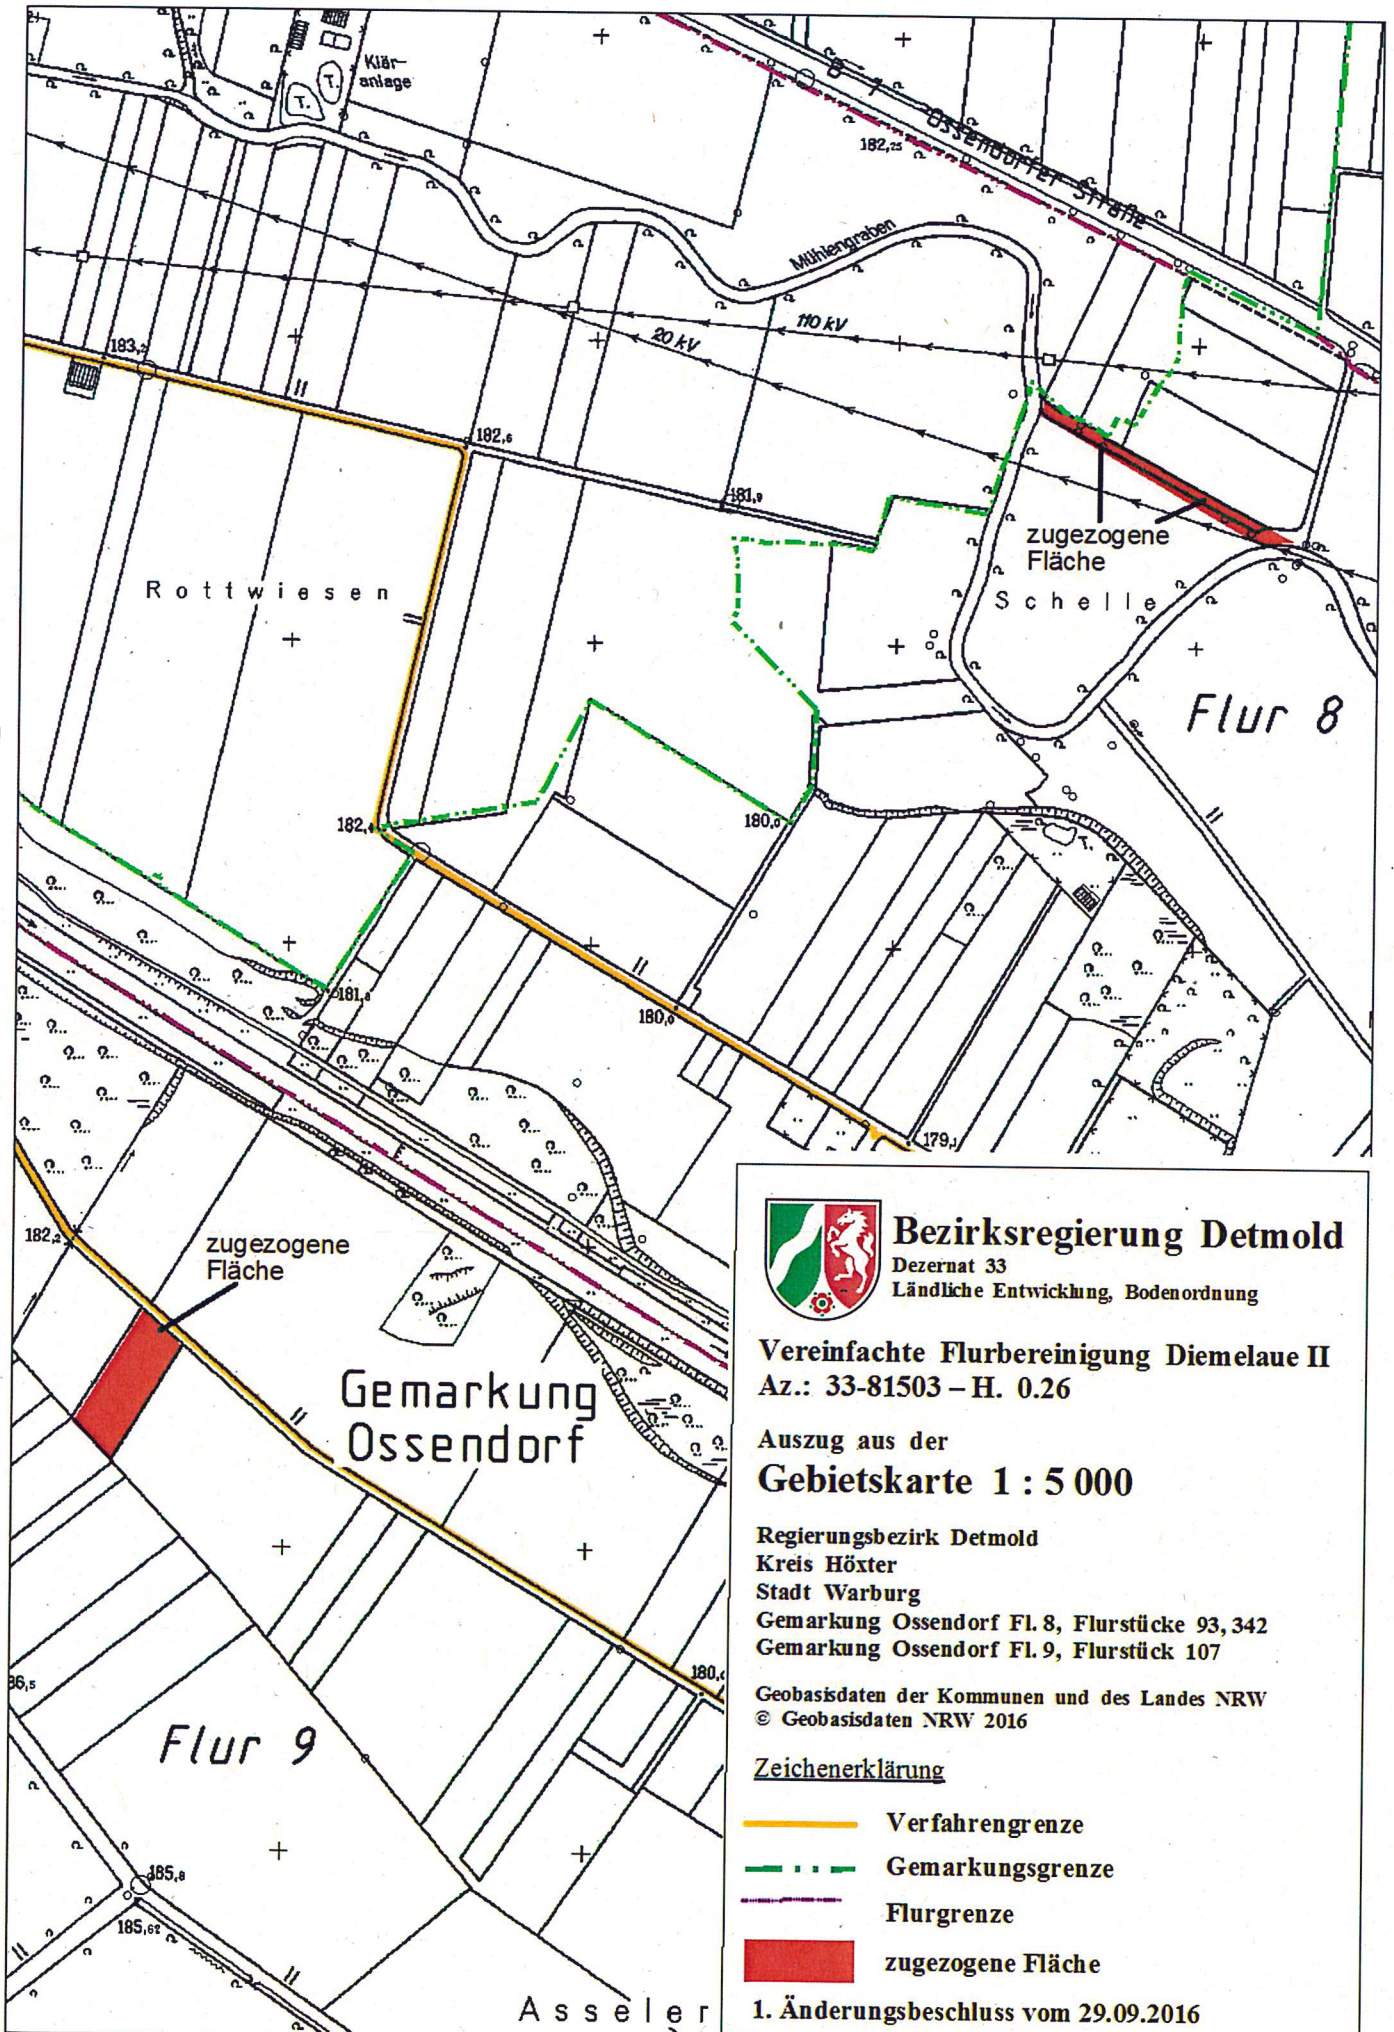 Klär-
anlage
T.
T.
7
Ossendorfer Straße
182,25
Mühlengraben
110 kV
20 kV
183,2
182,6
181,9
8
zugezogene
Fläche
Rottwiesen
Schelle
Flur 8
180,0
T.
181,8
180,0
179,1
182,2
zugezogene
Fläche
Gemarkung
Ossendorf
86,5
Flur 9
185,8
185,62
Asseler
Bezirksregierung Detmold
Dezernat 33
Ländliche Entwicklung, Bodenordnung
Vereinfachte Flurbereinigung Diemelaue II
Az.: 33-81503 – H. 0.26
Auszug aus der
Gebietskarte 1 : 5 000
Regierungsbezirk Detmold
Kreis Höxter
Stadt Warburg
Gemarkung Ossendorf Fl. 8, Flurstücke 93, 342
Gemarkung Ossendorf Fl. 9, Flurstück 107
Geobasisdaten der Kommunen und des Landes NRW
© Geobasisdaten NRW 2016
Zeichenerklärung
Verfahrengrenze
Gemarkungsgrenze
Flurgrenze
zugezogene Fläche
1. Änderungsbeschluss vom 29.09.2016